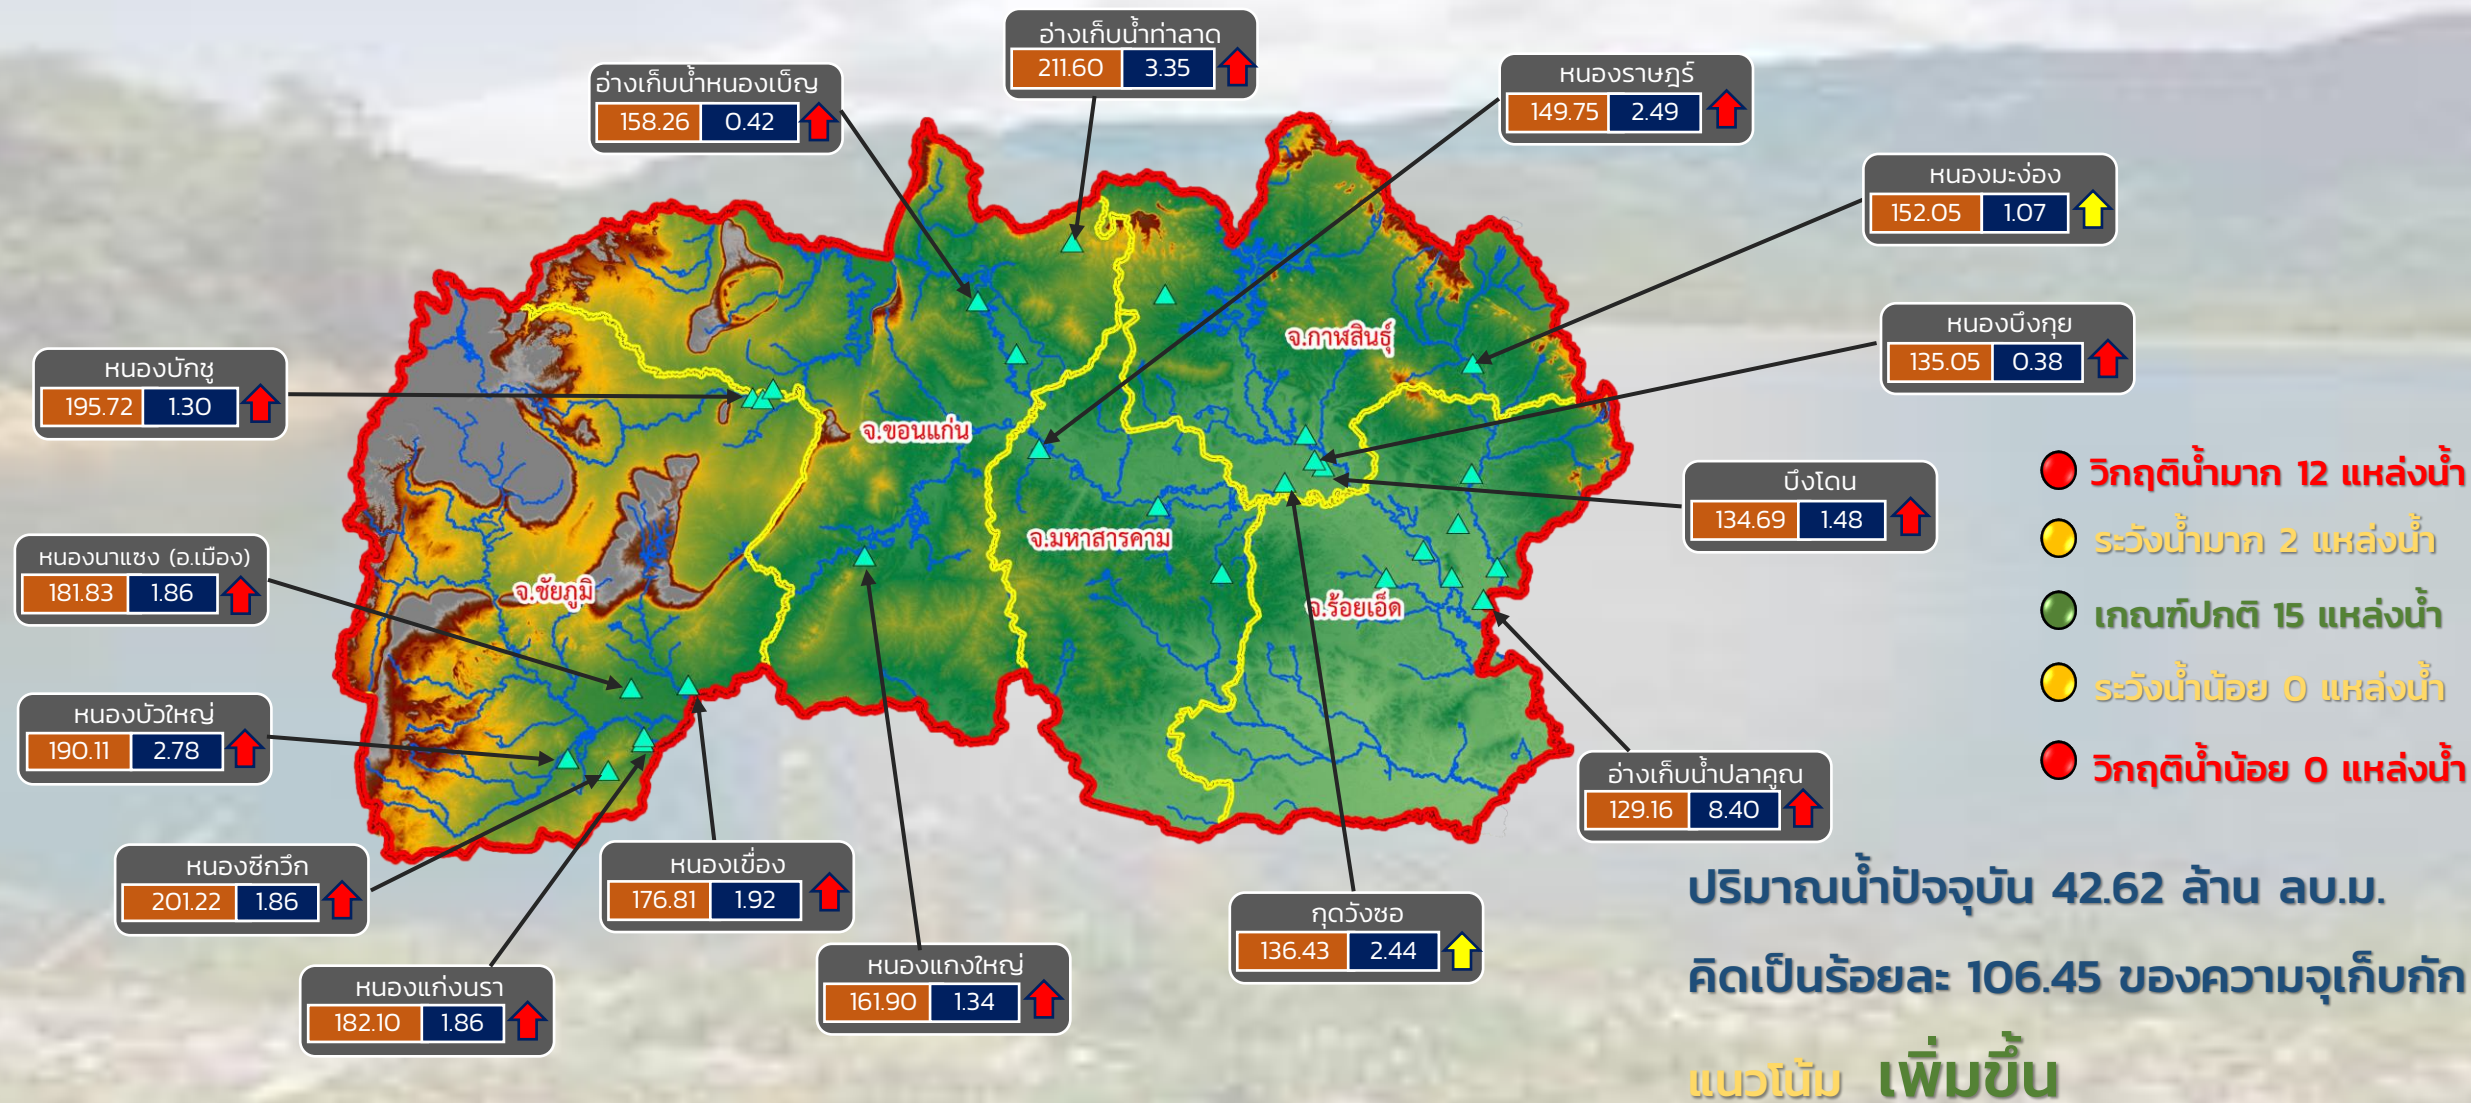 อ่างเก็บน้ำท่าลาด
211.60 3.35
อ่างเก็บน้ำหนองเบ็ญ
158.26 0.42
หนองราษฎร์
149.75 2.49
หนองมะง่อง
152.05 1.07
หนองบึงกุย
135.05 0.38
หนองบักชู
195.72 1.30
จ.กาฬสินธุ์
จ.ขอนแก่น
จ.มหาสารคาม
จ.ชัยภูมิ
จ.ร้อยเอ็ด
บึงโดน
134.69 1.48
หนองนาแซง (อ.เมือง)
181.83 1.86
หนองบัวใหญ่
190.11 2.78
อ่างเก็บน้ำปลาคูณ
129.16 8.40
หนองซีกวึก
201.22 1.86
หนองเขื่อง
176.81 1.92
กุดวังซอ
136.43 2.44
หนองแกงใหญ่
161.90 1.34
หนองแก่งนรา
182.10 1.86
วิกฤติน้ำมาก 12 แหล่งน้ำ
ระวังน้ำมาก 2 แหล่งน้ำ
เกณฑ์ปกติ 15 แหล่งน้ำ
ระวังน้ำน้อย 0 แหล่งน้ำ
วิกฤติน้ำน้อย 0 แหล่งน้ำ
ปริมาณน้ำปัจจุบัน 42.62 ล้าน ลบ.ม.
คิดเป็นร้อยละ 106.45 ของความจุเก็บกัก
แนวโน้ม เพิ่มขึ้น